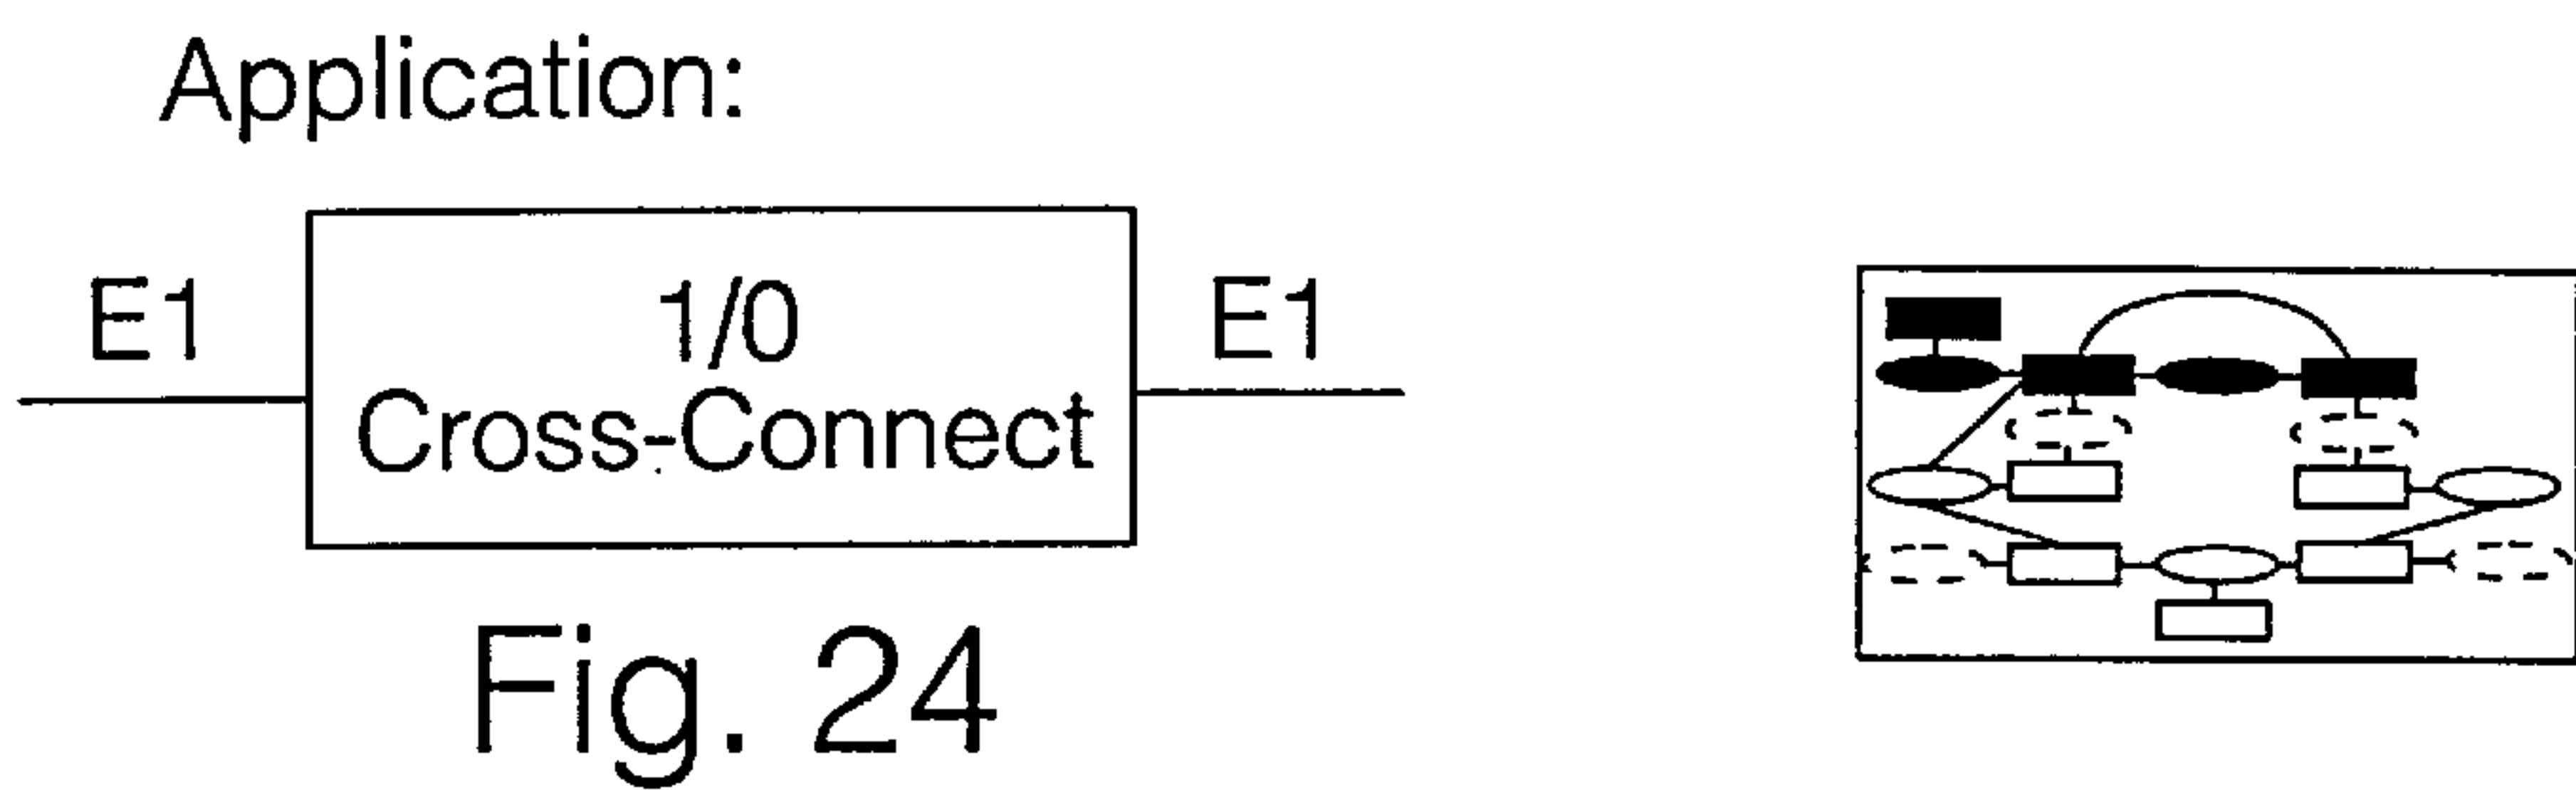 Application:
E1
1/0
Cross-Connect
E1
Fig. 24